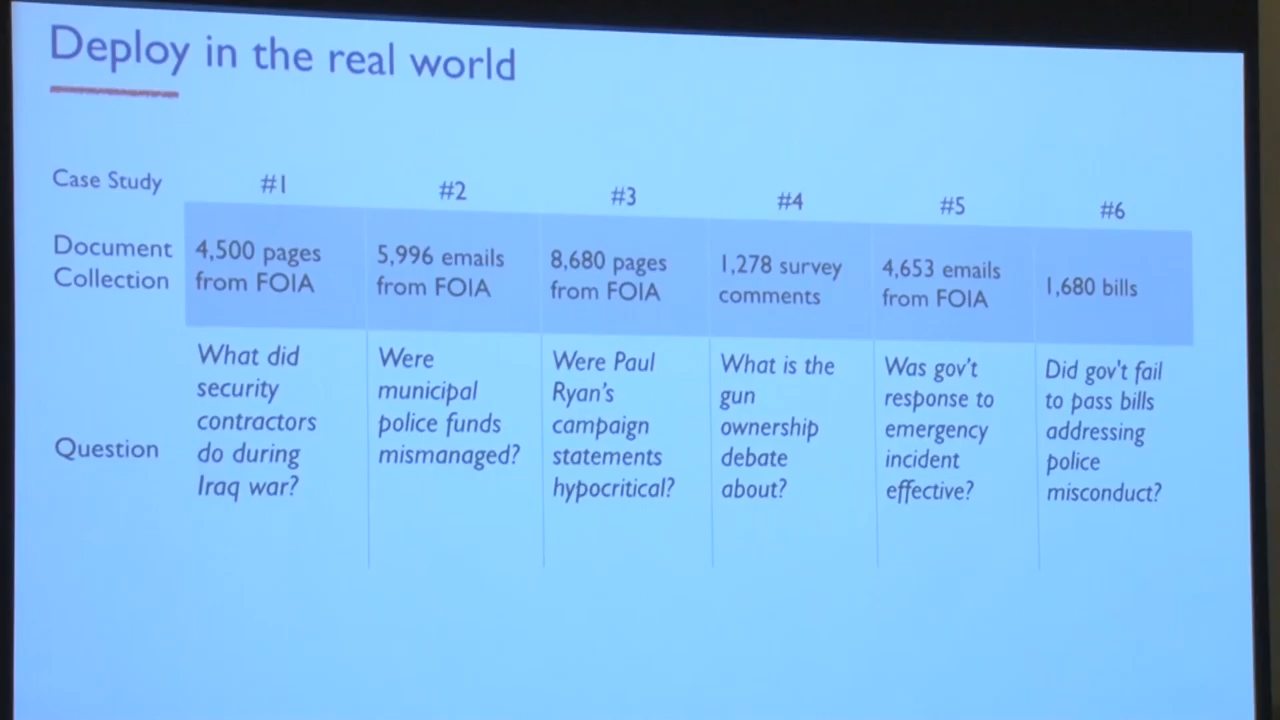 Deploy in the real world
Case Study
#1
#2
#3
#4
#5
#6
Document
Collection
4,500 pages
from FOIA
5,996 emails
from FOIA
8,680 pages
from FOIA
1,278 survey
comments
4,653 emails
from FOIA
1,680 bills
Question
What did
security
contractors
do during
Iraq war?
Were
municipal
police funds
mismanaged?
Were Paul
Ryan's
campaign
statements
hypocritical?
What is the
gun
ownership
debate
about?
Was gov't
response to
emergency
incident
effective?
Did gov't fail
to pass bills
addressing
police
misconduct?